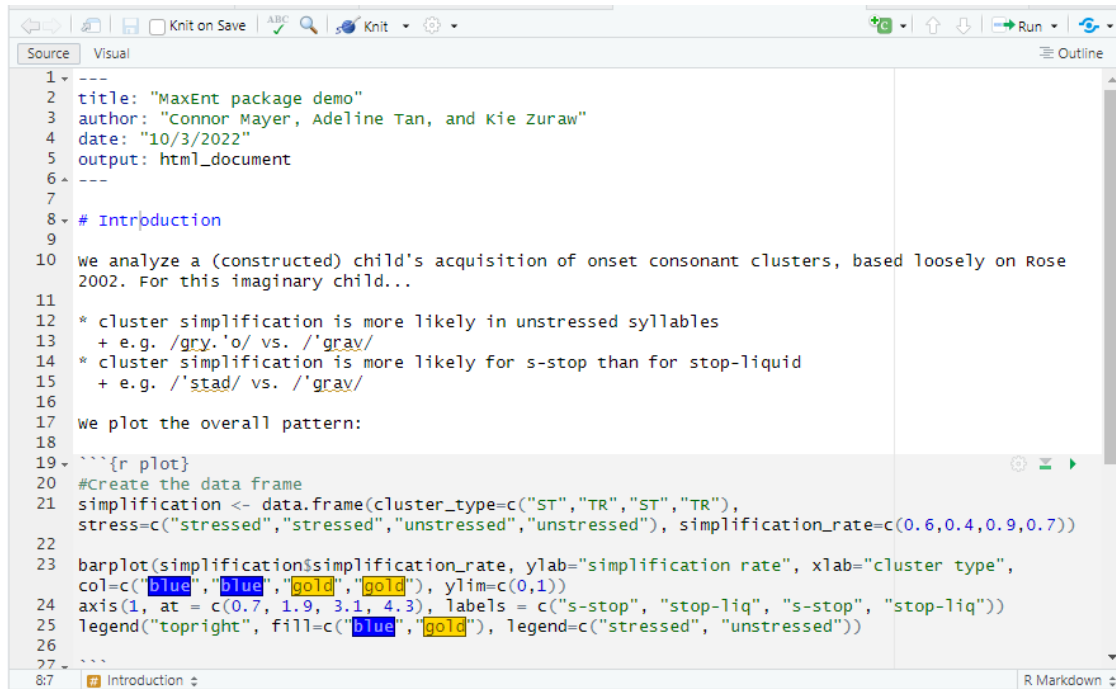 Knit on Save ABC Knit Run
Source Visual Outline
1 ---
2 title: "MaxEnt package demo"
3 author: "Connor Mayer, Adeline Tan, and Kie Zuraw"
4 date: "10/3/2022"
5 output: html_document
6 ---
7
8 # Introduction
9
10 We analyze a (constructed) child's acquisition of onset consonant clusters, based loosely on Rose
2002. For this imaginary child...
11
12 * cluster simplification is more likely in unstressed syllables
13 + e.g. /gry.'o/ vs. /'grav/
14 * cluster simplification is more likely for s-stop than for stop-liquid
15 + e.g. /'stad/ vs. /'grav/
16
17 We plot the overall pattern:
18
19 ```{r plot}
20 #Create the data frame
21 simplification <- data.frame(cluster_type=c("ST","TR","ST","TR"),
stress=c("stressed","stressed","unstressed","unstressed"), simplification_rate=c(0.6,0.4,0.9,0.7))
22
23 barplot(simplification$simplification_rate, ylab="simplification rate", xlab="cluster type",
col=c("blue","blue","gold","gold"), ylim=c(0,1))
24 axis(1, at = c(0.7, 1.9, 3.1, 4.3), labels = c("s-stop", "stop-liq", "s-stop", "stop-liq"))
25 legend("topright", fill=c("blue","gold"), legend=c("stressed", "unstressed"))
26
27 ```
8:7 # Introduction R Markdown